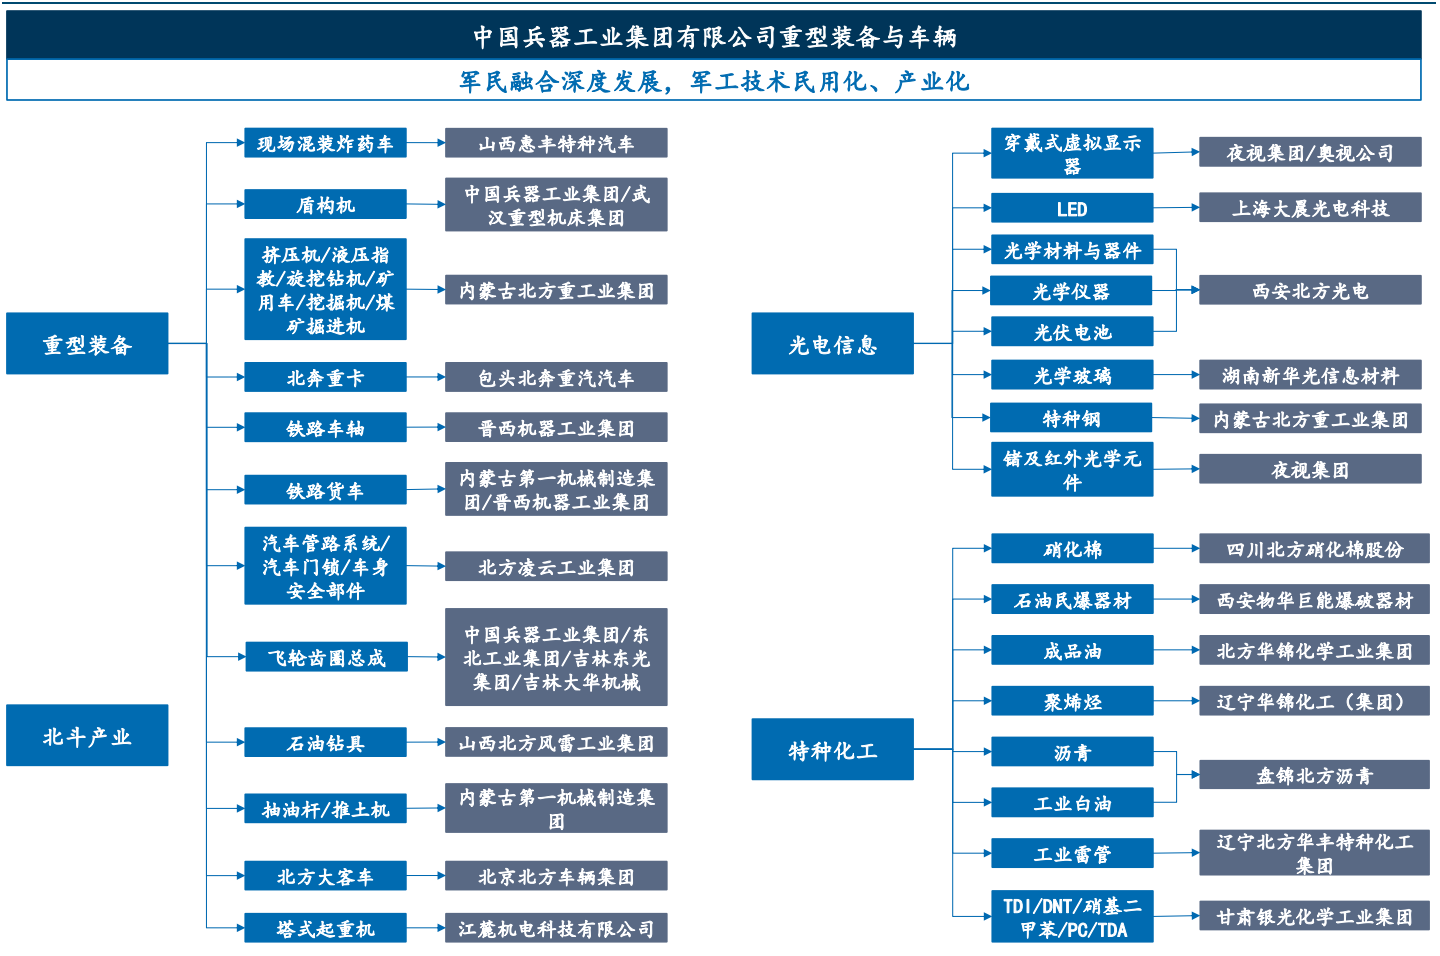 中国兵器工业集团有限公司重型装备与车辆
军民融合深度发展，军工技术民用化、产业化
重型装备
现场混装炸药车
山西惠丰特种汽车
盾构机
中国兵器工业集团/武
汉重型机床集团
挤压机/液压指
教/旋挖钻机/矿
用车/挖掘机/煤
矿掘进机
内蒙古北方重工业集团
北奔重卡
包头北奔重汽汽车
铁路车轴
晋西机器工业集团
铁路货车
内蒙古第一机械制造集
团/晋西机器工业集团
汽车管路系统/
汽车门锁/车身
安全部件
北方凌云工业集团
飞轮齿圈总成
中国兵器工业集团/东
北工业集团/吉林东光
集团/吉林大华机械
石油钻具
山西北方风雷工业集团
抽油杆/推土机
内蒙古第一机械制造集
团
北方大客车
北京北方车辆集团
塔式起重机
江麓机电科技有限公司
北斗产业
光电信息
穿戴式虚拟显示
器
夜视集团/奥视公司
LED
上海大晨光电科技
光学材料与器件
光学仪器
光伏电池
西安北方光电
光学玻璃
湖南新华光信息材料
特种钢
内蒙古北方重工业集团
锗及红外光学元
件
夜视集团
特种化工
硝化棉
四川北方硝化棉股份
石油民爆器材
西安物华巨能爆破器材
成品油
北方华锦化学工业集团
聚烯烃
辽宁华锦化工（集团）
沥青
工业白油
盘锦北方沥青
工业雷管
辽宁北方华丰特种化工
集团
TDI/DNT/硝基二
甲苯/PC/TDA
甘肃银光化学工业集团